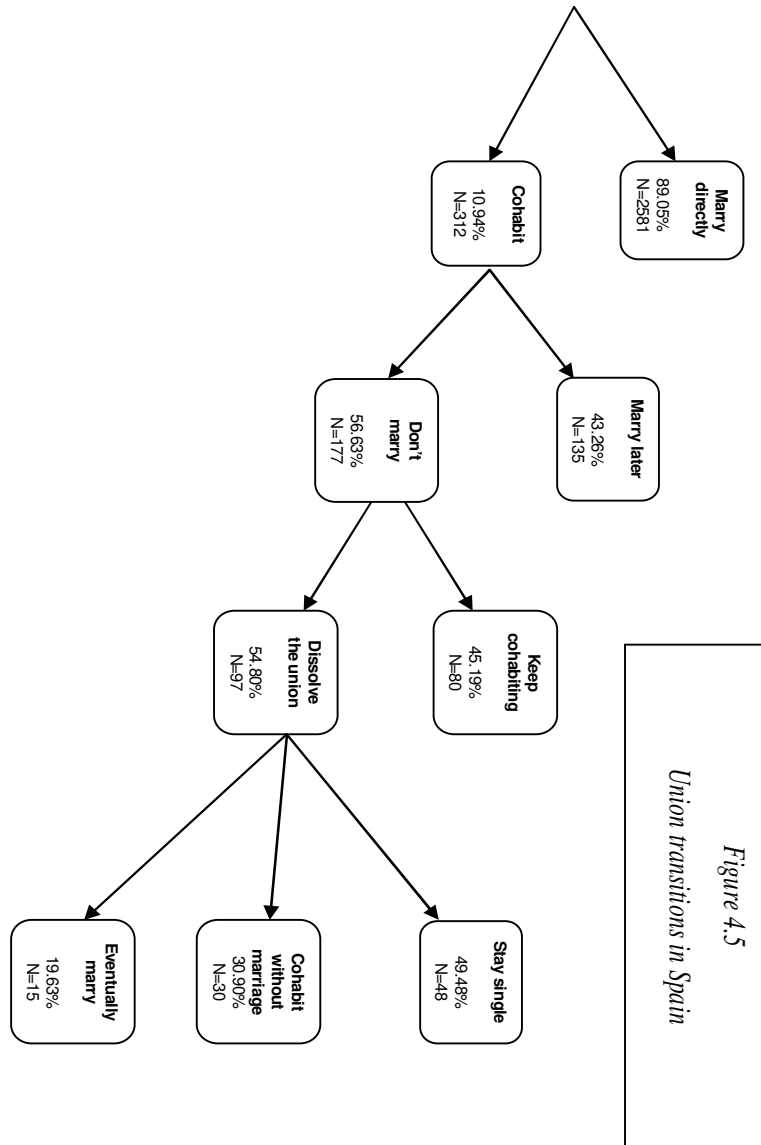 Figure 4.5
Union transitions in Spain
Marry
directly
89.05%
N=2581
Cohabit
10.94%
N=312
Marry later
43.26%
N=135
Don't
marry
56.63%
N=177
Keep
cohabiting
45.19%
N=80
Dissolve
the union
54.80%
N=97
Stay single
49.48%
N=48
Cohabit
without
marriage
30.90%
N=30
Eventually
marry
19.63%
N=15